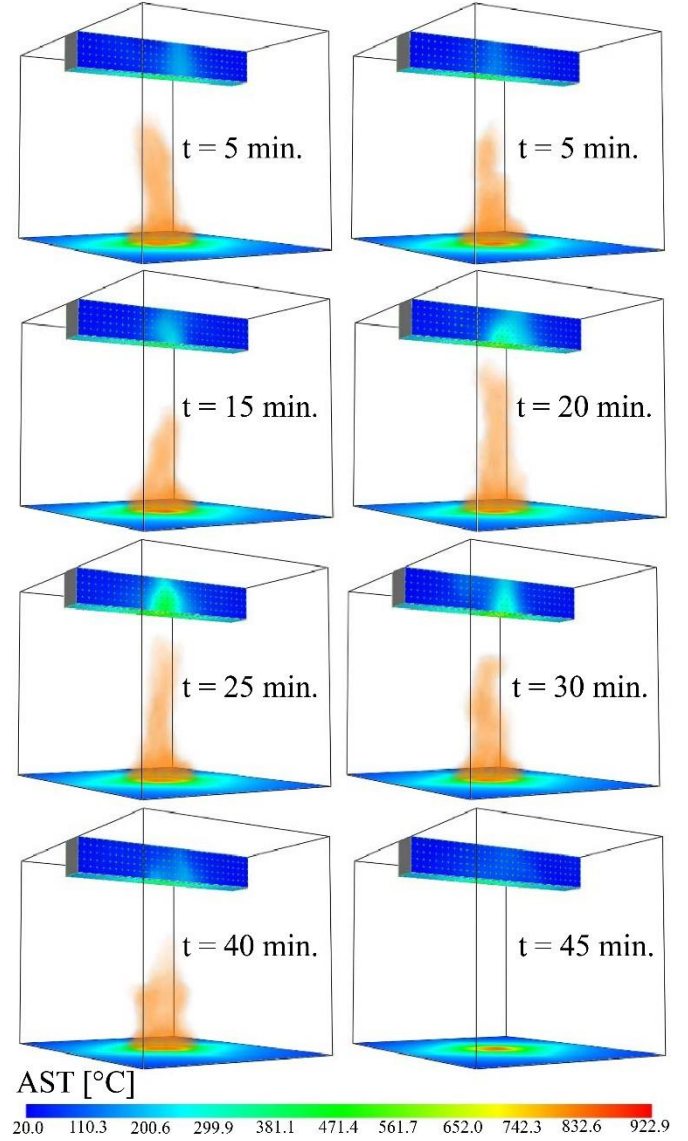 t = 5 min.
t = 5 min.
t = 15 min.
t = 20 min.
t = 25 min.
t = 30 min.
t = 40 min.
t = 45 min.
AST [°C]
20.0 110.3 200.6 299.9 381.1 471.4 561.7 652.0 742.3 832.6 922.9